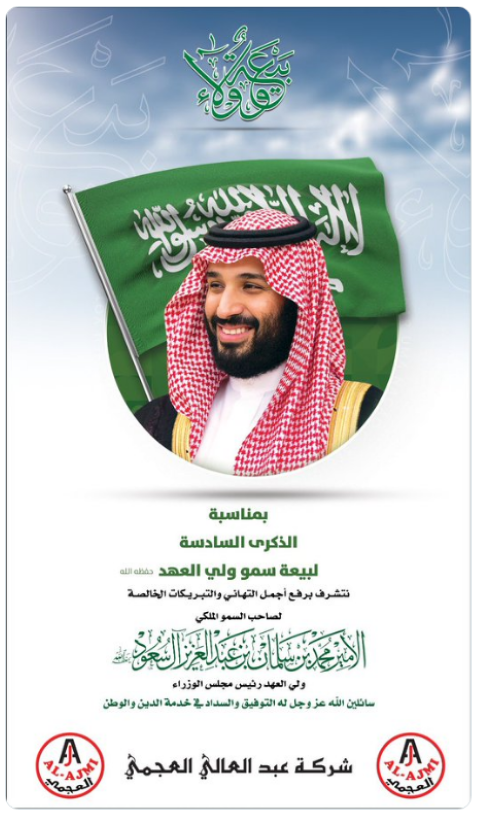 بيعة وولاء
لا إله إلا الله محمد رسول الله
بمناسبة
الذكرى السادسة
لبيعة سمو ولي العهد حفظه الله
نتشرف برفع أجمل التهاني والتبريكات الخالصة
لصاحب السمو الملكي
الأمير محمد بن سلمان بن عبد العزيز آل سعود
ولي العهد رئيس مجلس الوزراء
سائلين الله عز وجل له التوفيق والسداد في خدمة الدين والوطن
AL-AJMI
العجمي
شركة عبد العالي العجمي
AL-AJMI
العجمي